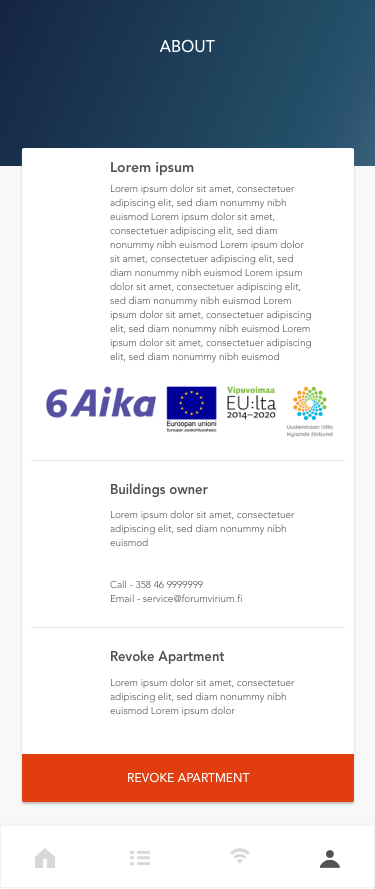 ABOUT
Lorem ipsum
Lorem ipsum dolor sit amet, consectetuer
adipiscing elit, sed diam nonummy nibh
euismod Lorem ipsum dolor sit amet,
consectetuer adipiscing elit, sed diam
nonummy nibh euismod Lorem ipsum dolor
sit amet, consectetuer adipiscing elit, sed
diam nonummy nibh euismod Lorem ipsum
dolor sit amet, consectetuer adipiscing elit,
sed diam nonummy nibh euismod Lorem
ipsum dolor sit amet, consectetuer adipiscing
elit, sed diam nonummy nibh euismod Lorem
ipsum dolor sit amet, consectetuer adipiscing
elit, sed diam nonummy nibh euismod
6Aika
Euroopan unioni
Euroopan aluekehitysrahasto
Vipuvoimaa
EU:lta
2014–2020
Uudenmaan liitto
Nylands förbund
Buildings owner
Lorem ipsum dolor sit amet, consectetuer
adipiscing elit, sed diam nonummy nibh
euismod
Call - 358 46 9999999
Email - service@forumvirium.fi
Revoke Apartment
Lorem ipsum dolor sit amet, consectetuer
adipiscing elit, sed diam nonummy nibh
euismod Lorem ipsum dolor
REVOKE APARTMENT